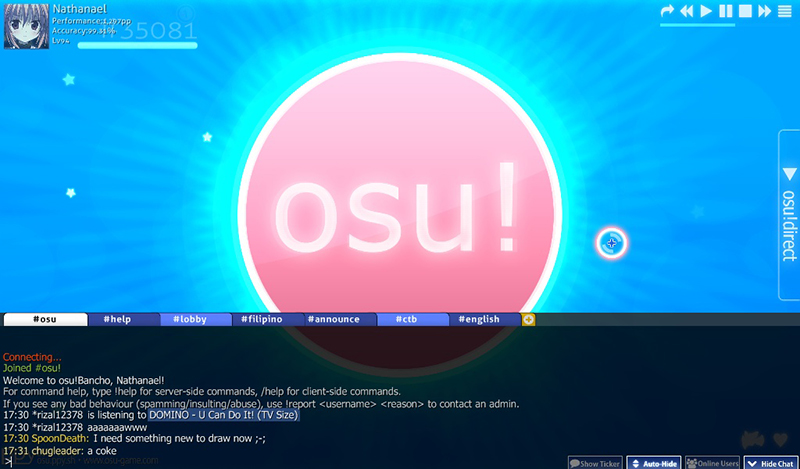 Nathanael
Performance:1,297pp
Lv94
#35081
osu!
osu!direct
#osu
#help
#lobby
#filipino
#announce
#ctb
#english
Connecting...
Joined #osu!
Welcome to osu!Bancho, Nathanael!
For command help, type !help for server-side commands, /help for client-side commands.
If you see any bad behaviour (spamming/insulting/abuse), use !report <username> <reason> to contact an admin.
17:30 *rizal12378 is listening to DOMINO - U Can Do It! (TV Size)
17:30 *rizal12378 aaaaaaawww
17:30 SpoonDeath: I need something new to draw now ;-;
17:31 chugleader: a coke
>
Show Ticker
Auto-Hide
Online Users
Hide Chat